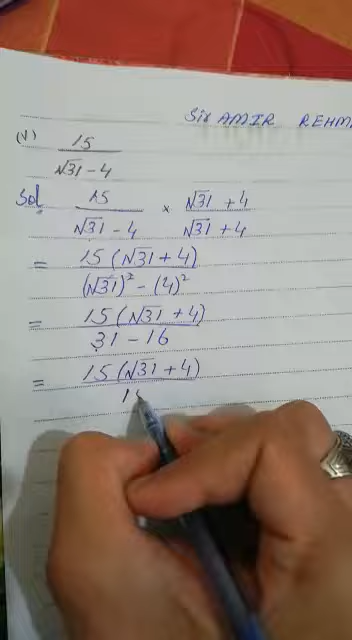 Sir AMIR REHM
(V) 15 / √31 - 4
Sol 15 / √31 - 4 × √31 + 4 / √31 + 4
= 15 (√31 + 4) / (√31)² - (4)²
= 15 (√31 + 4) / 31 - 16
= 15 (√31 + 4) / 1